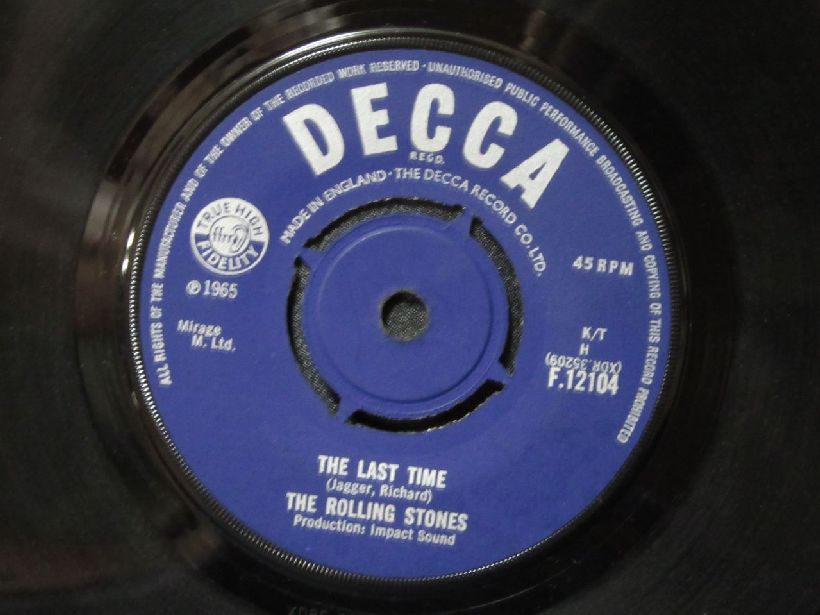 ALL RIGHTS OF THE MANUFACTURER AND OF THE OWNER OF THE RECORDED WORK RESERVED · UNAUTHORISED PUBLIC PERFORMANCE BROADCASTING AND COPYING OF THIS RECORD PROHIBITED
DECCA
REGD.
MADE IN ENGLAND · THE DECCA RECORD CO. LTD.
TRUE HIGH
ffrr
FIDELITY
℗ 1965
45 RPM
Mirage
M. Ltd.
K/T
H
(XDR.35209)
F.12104
THE LAST TIME
(Jagger, Richard)
THE ROLLING STONES
Production: Impact Sound